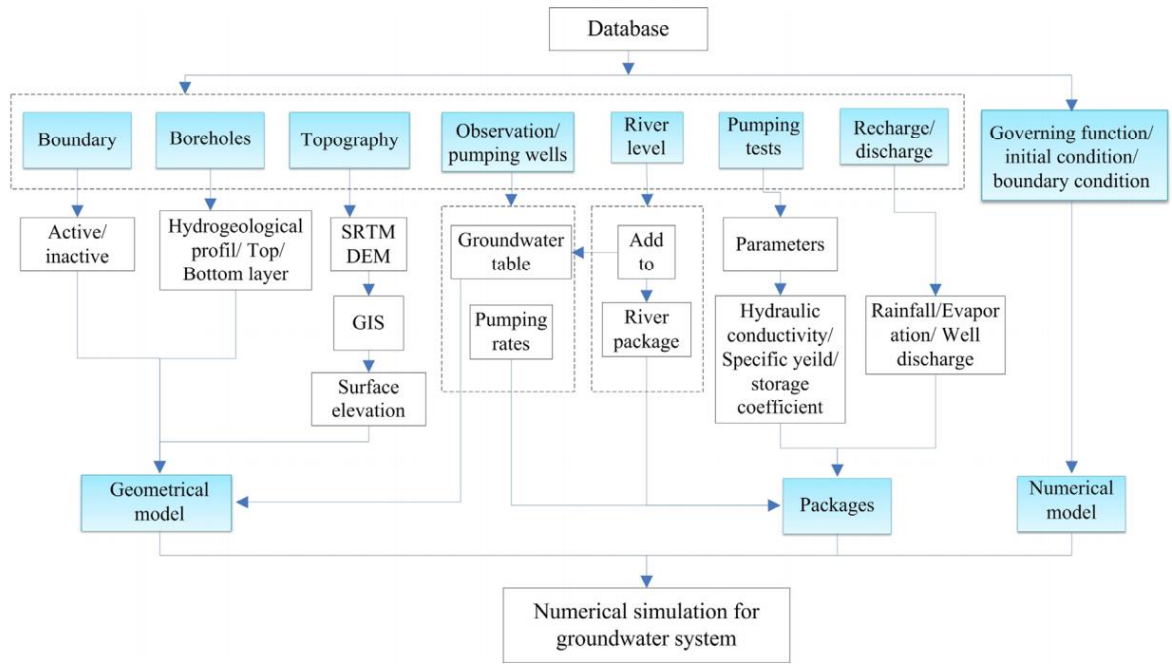 Database
Boundary
Boreholes
Topography
Observation/
pumping wells
River
level
Pumping
tests
Recharge/
discharge
Governing function/
initial condition/
boundary condition
Active/
inactive
Hydrogeological
profil/ Top/
Bottom layer
SRTM
DEM
GIS
Surface
elevation
Groundwater
table
Pumping
rates
Add
to
River
package
Parameters
Hydraulic
conductivity/
Specific yeild/
storage
coefficient
Rainfall/Evapor
ation/ Well
discharge
Geometrical
model
Packages
Numerical
model
Numerical simulation for
groundwater system